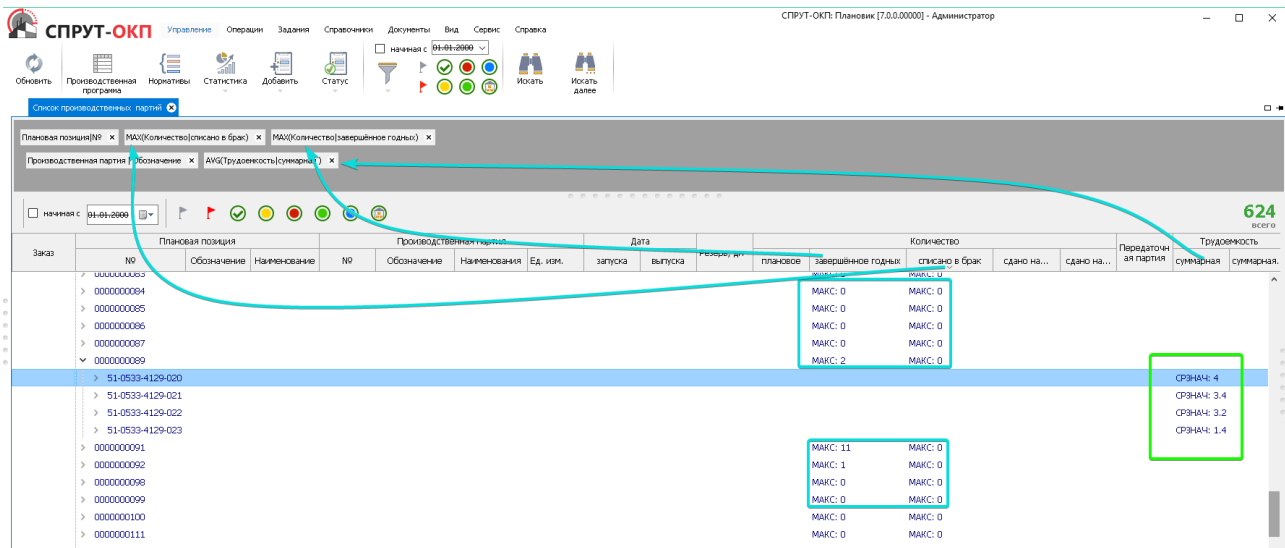 СПРУТ-ОКП: Плановик [7.0.0.00000] - Администратор
СПРУТ-ОКП Управление Операции Задания Справочники Документы Вид Сервис Справка
начиная с 01.01.2000
Обновить Производственная программа Нормативы Статистика Добавить Статус Искать Искать далее
Список производственных партий
Плановая позиция|№ MAX(Количество|списано в брак) MAX(Количество|завершённое годных)
Производственная партия |Обозначение AVG(Трудоемкость|суммарная)
начиная с 01.01.2000 624
всего
Заказ Плановая позиция Производственная партия Дата Резерв, дн Количество Передаточн ая партия Трудоемкость
№ Обозначение Наименование № Обозначение Наименования Ед. изм. запуска выпуска плановое завершённое годных списано в брак сдано на... сдано на... суммарная суммарная.
0000000083 МАКС: 0 МАКС: 0
0000000084 МАКС: 0 МАКС: 0
0000000085 МАКС: 0 МАКС: 0
0000000086 МАКС: 0 МАКС: 0
0000000087 МАКС: 0 МАКС: 0
0000000089 МАКС: 2 МАКС: 0
51-0533-4129-020 СРЗНАЧ: 4
51-0533-4129-021 СРЗНАЧ: 3.4
51-0533-4129-022 СРЗНАЧ: 3.2
51-0533-4129-023 СРЗНАЧ: 1.4
0000000091 МАКС: 11 МАКС: 0
0000000092 МАКС: 1 МАКС: 0
0000000098 МАКС: 0 МАКС: 0
0000000099 МАКС: 0 МАКС: 0
0000000100 МАКС: 0 МАКС: 0
0000000111 МАКС: 0 МАКС: 0